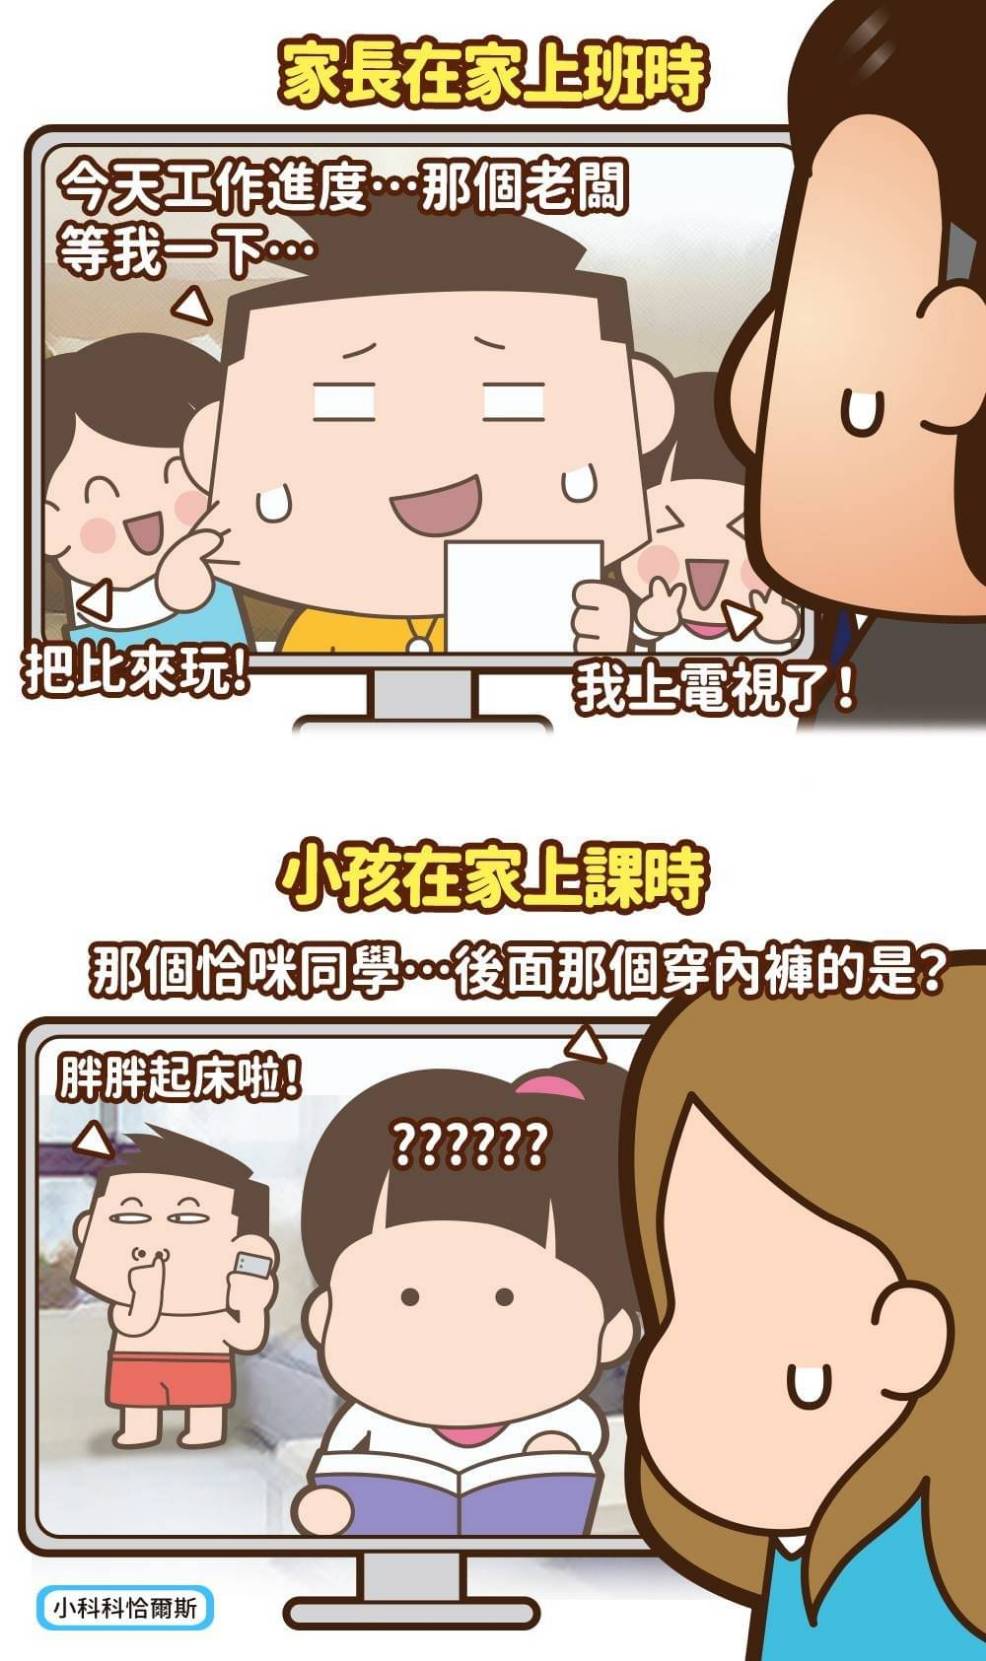 家長在家上班時
今天工作進度⋯那個老闆
等我一下⋯
把比來玩!
我上電視了!
小孩在家上課時
那個恰咪同學⋯後面那個穿內褲的是?
胖胖起床啦!
??????
小科科恰爾斯